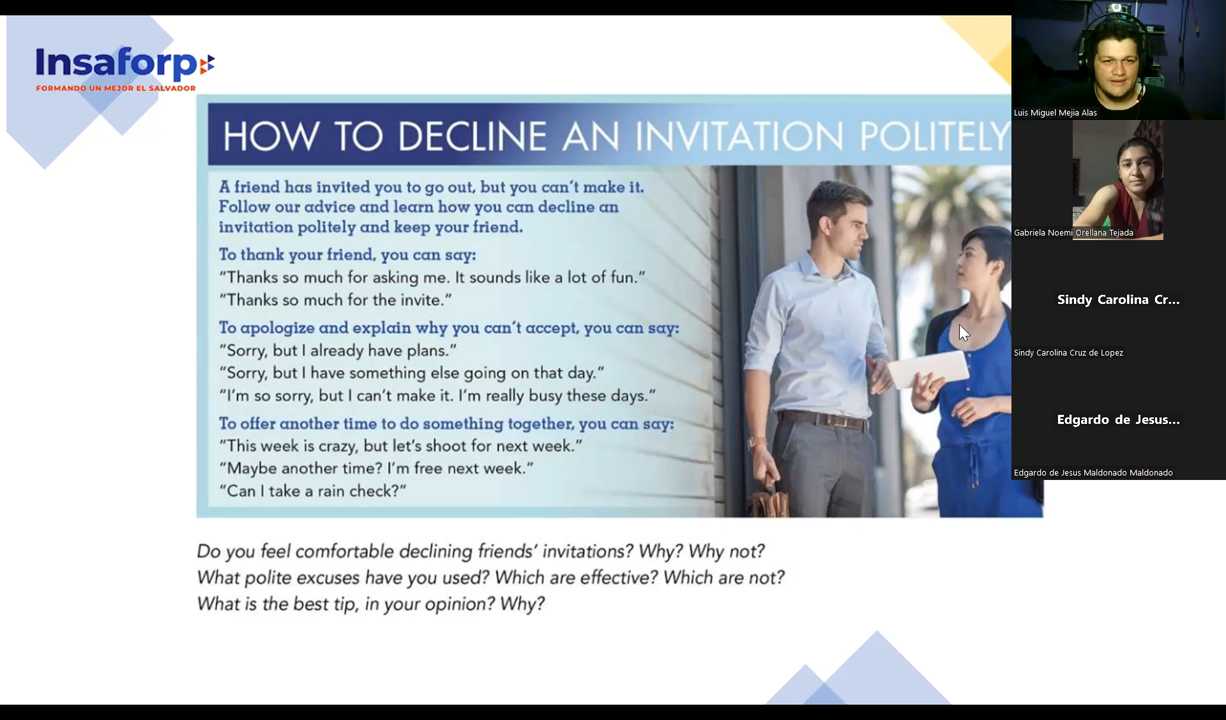 Insaforp
FORMANDO UN MEJOR EL SALVADOR
HOW TO DECLINE AN INVITATION POLITELY
A friend has invited you to go out, but you can't make it.
Follow our advice and learn how you can decline an
invitation politely and keep your friend.
To thank your friend, you can say:
“Thanks so much for asking me. It sounds like a lot of fun.”
“Thanks so much for the invite.”
To apologize and explain why you can't accept, you can say:
“Sorry, but I already have plans.”
“Sorry, but I have something else going on that day.”
“I'm so sorry, but I can't make it. I'm really busy these days.”
To offer another time to do something together, you can say:
“This week is crazy, but let's shoot for next week.”
“Maybe another time? I'm free next week.”
“Can I take a rain check?”
Do you feel comfortable declining friends' invitations? Why? Why not?
What polite excuses have you used? Which are effective? Which are not?
What is the best tip, in your opinion? Why?
Luis Miguel Mejia Alas
Gabriela Noemi Orellana Tejada
Sindy Carolina Cr...
Sindy Carolina Cruz de Lopez
Edgardo de Jesus...
Edgardo de Jesus Maldonado Maldonado